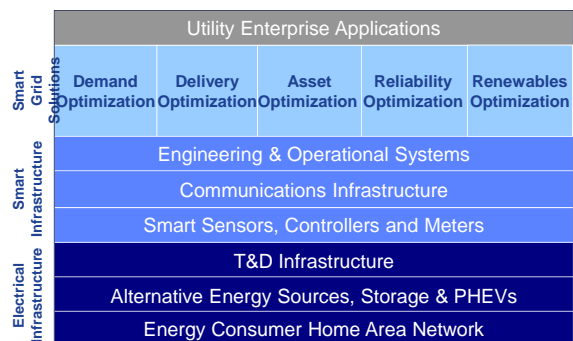 Utility Enterprise Applications
Smart
Grid
Solutions
Demand
Optimization
Delivery
Optimization
Asset
Optimization
Reliability
Optimization
Renewables
Optimization
Smart
Infrastructure
Engineering & Operational Systems
Communications Infrastructure
Smart Sensors, Controllers and Meters
Electrical
Infrastructure
T&D Infrastructure
Alternative Energy Sources, Storage & PHEVs
Energy Consumer Home Area Network